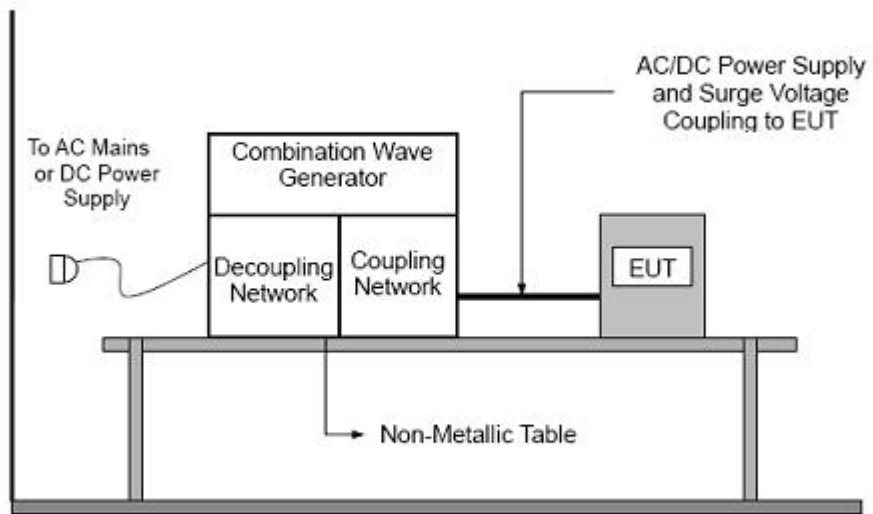 AC/DC Power Supply
and Surge Voltage
Coupling to EUT
To AC Mains
or DC Power
Supply
Combination Wave
Generator
Decoupling
Network
Coupling
Network
EUT
Non-Metallic Table